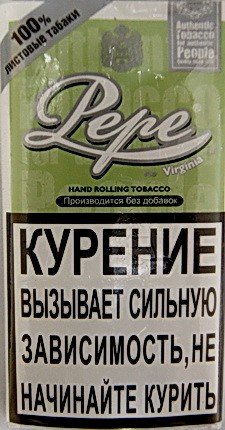 100%
листовые табаки
Authentic
Tobacco
for authentic
People
Pepe
Virginia
HAND ROLLING TOBACCO
Производится без добавок
КУРЕНИЕ
ВЫЗЫВАЕТ СИЛЬНУЮ
ЗАВИСИМОСТЬ, НЕ
НАЧИНАЙТЕ КУРИТЬ